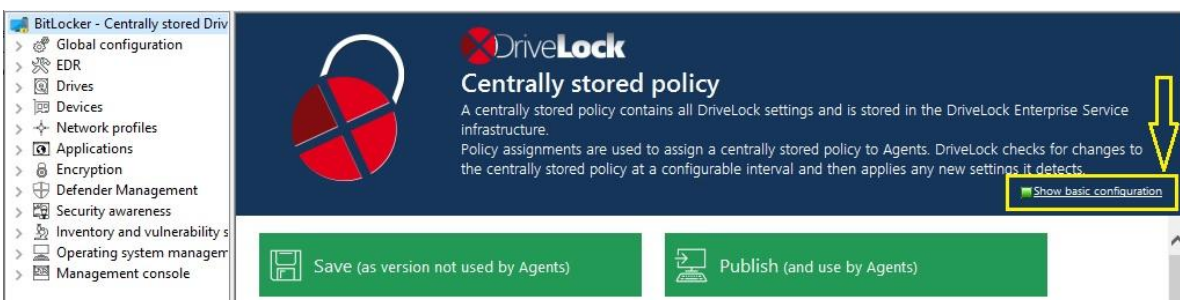 BitLocker - Centrally stored Driv
Global configuration
EDR
Drives
Devices
Network profiles
Applications
Encryption
Defender Management
Security awareness
Inventory and vulnerability s
Operating system managem
Management console
DriveLock
Centrally stored policy
A centrally stored policy contains all DriveLock settings and is stored in the DriveLock Enterprise Service
infrastructure.
Policy assignments are used to assign a centrally stored policy to Agents. DriveLock checks for changes to
the centrally stored policy at a configurable interval and then applies any new settings it detects.
Show basic configuration
Save (as version not used by Agents)
Publish (and use by Agents)